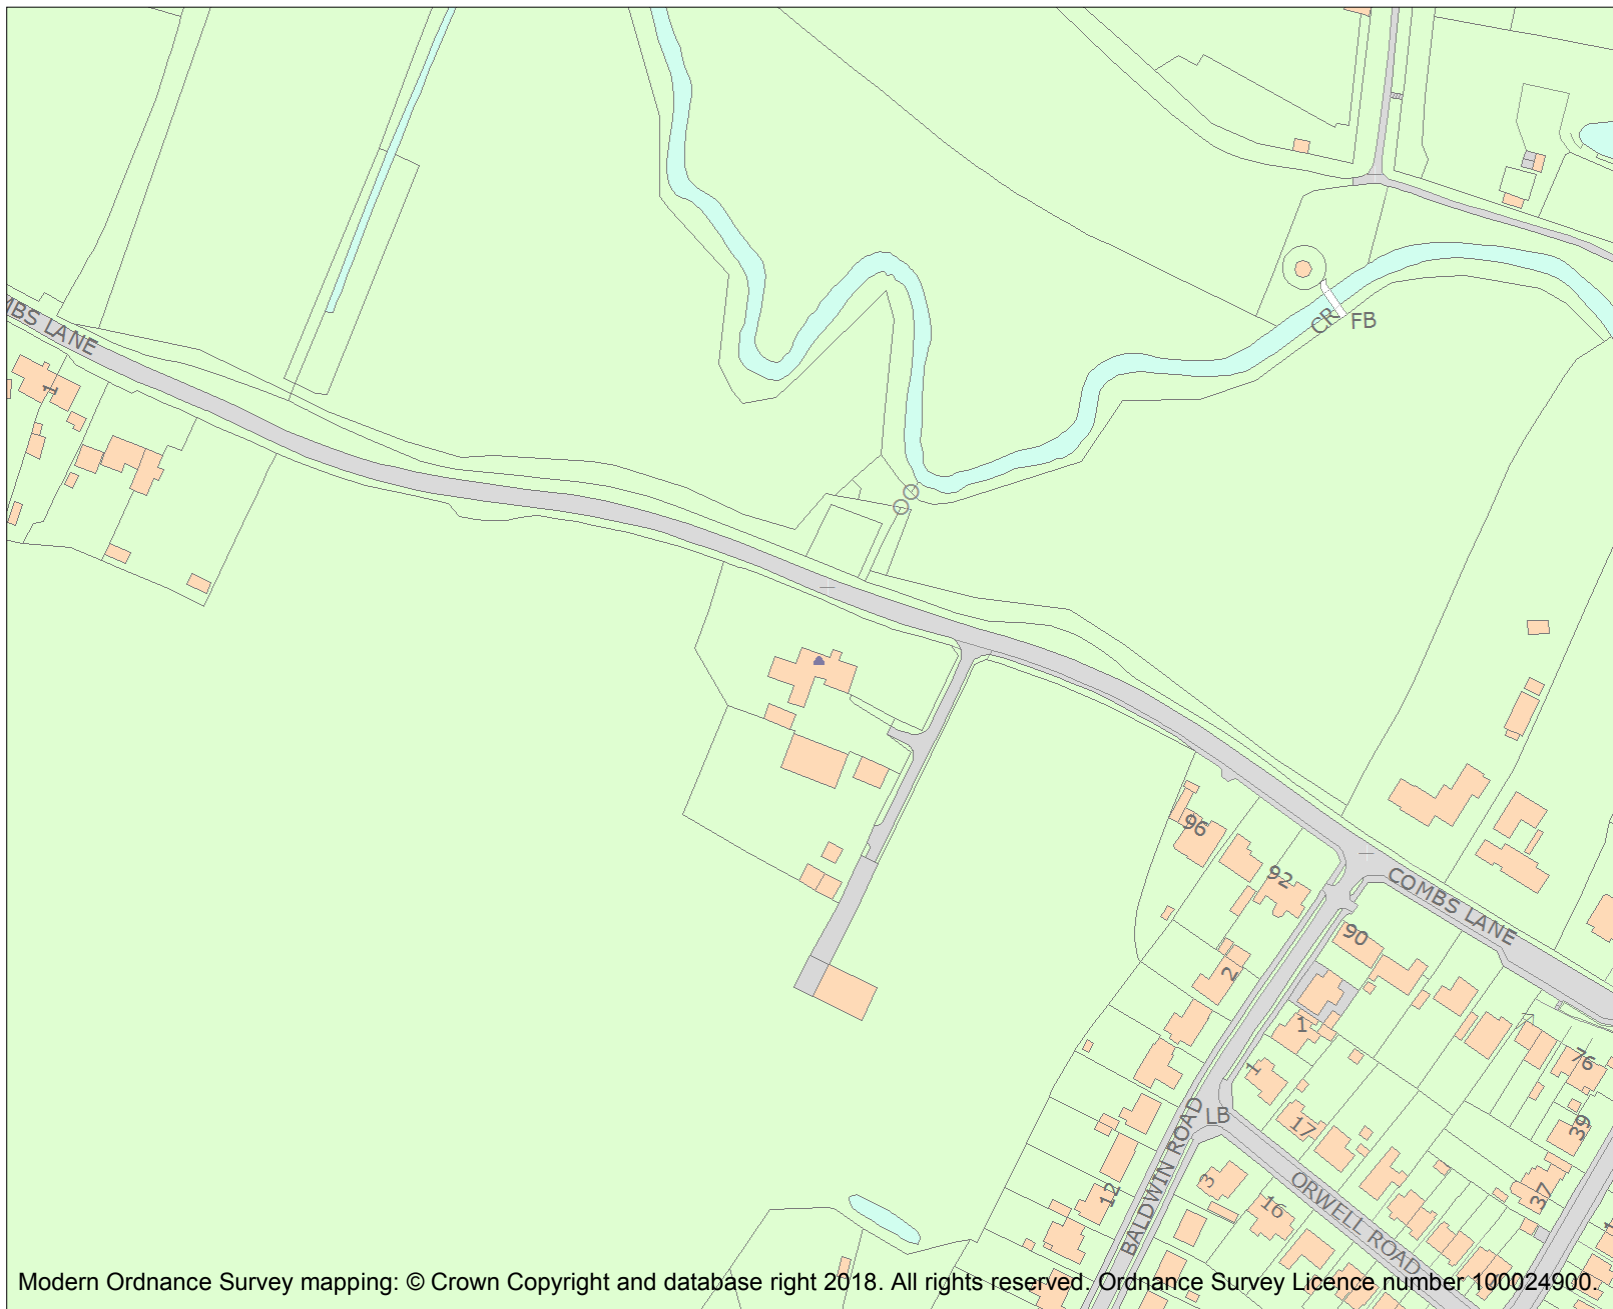 CR
FB
MBS LANE
1
96
92
COMBS LANE
90
2
1
76
1
LB
17
39
BALDWIN ROAD
3
12
16
37
ORWELL ROAD
Modern Ordnance Survey mapping: © Crown Copyright and database right 2018. All rights reserved. Ordnance Survey Licence number 100024900.